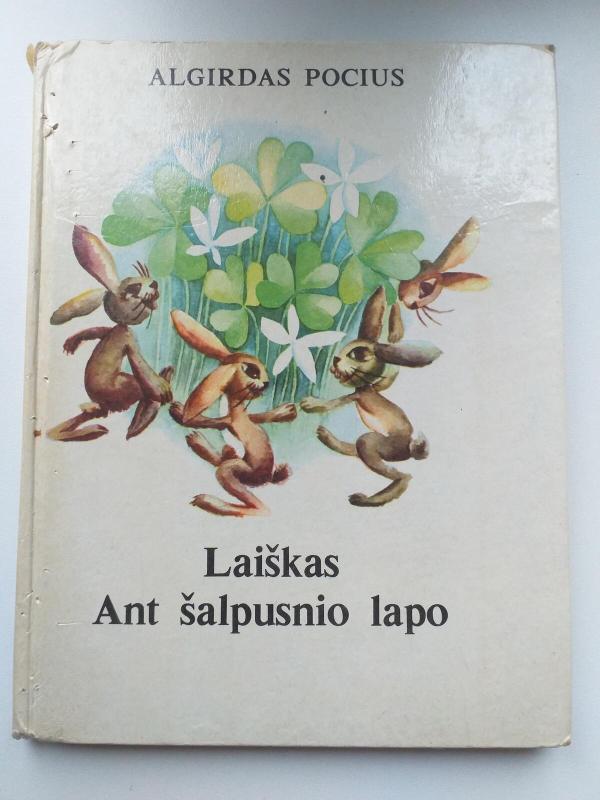 ALGIRDAS POCIUS
Laiškas
Ant šalpusnio lapo